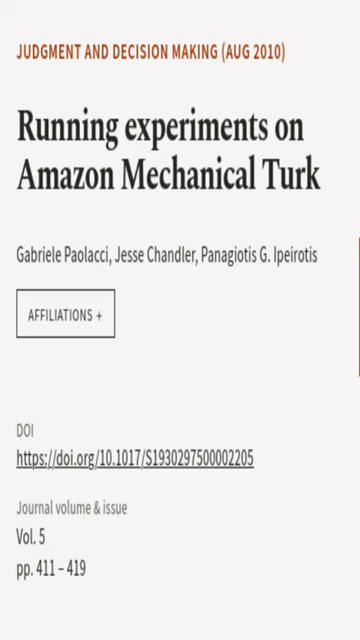 JUDGMENT AND DECISION MAKING (AUG 2010)
Running experiments on
Amazon Mechanical Turk
Gabriele Paolacci, Jesse Chandler, Panagiotis G. Ipeirotis
AFFILIATIONS +
DOI
https://doi.org/10.1017/S1930297500002205
Journal volume & issue
Vol. 5
pp. 411 – 419